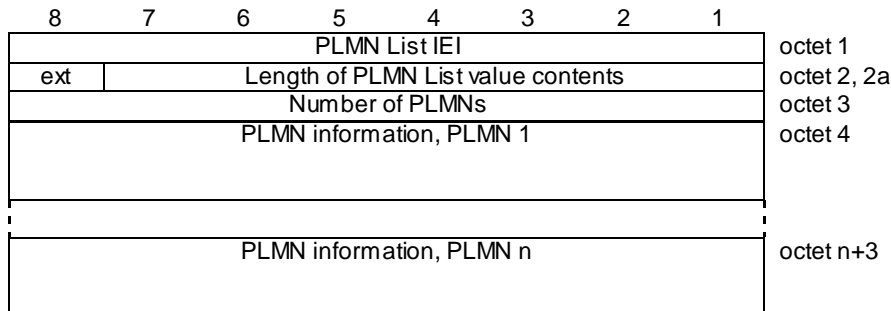 8 7 6 5 4 3 2 1
PLMN List IEI octet 1
ext Length of PLMN List value contents octet 2, 2a
Number of PLMNs octet 3
PLMN information, PLMN 1 octet 4
PLMN information, PLMN n octet n+3